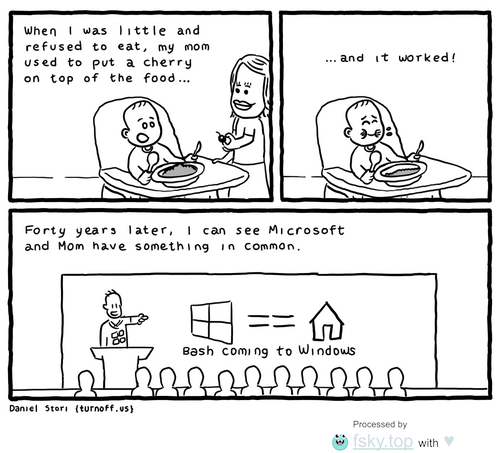 When I was little and
refused to eat, my mom
used to put a cherry
on top of the food...
...and it worked!
Forty years later, I can see Microsoft
and Mom have something in common.
==
Bash coming to Windows
Daniel Stori {turnoff.us}
Processed by
fsky.top with ♥